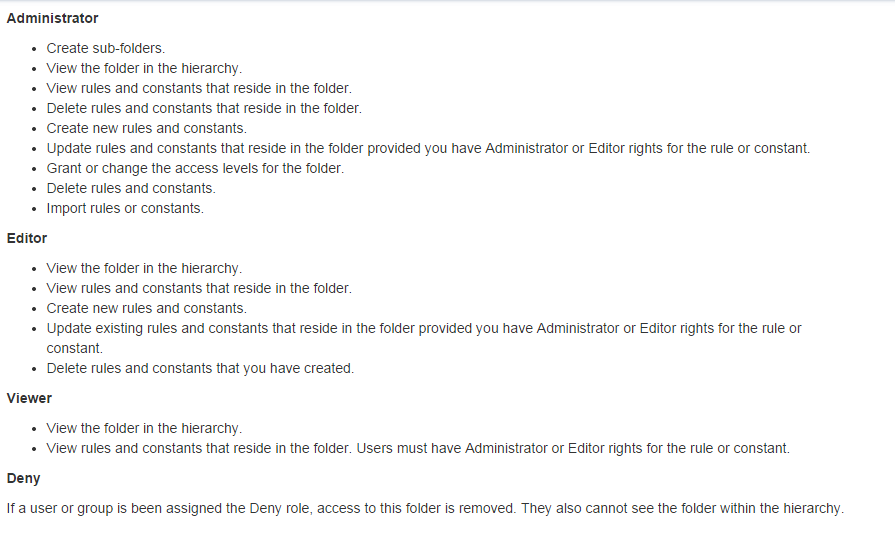 Administrator
• Create sub-folders.
• View the folder in the hierarchy.
• View rules and constants that reside in the folder.
• Delete rules and constants that reside in the folder.
• Create new rules and constants.
• Update rules and constants that reside in the folder provided you have Administrator or Editor rights for the rule or constant.
• Grant or change the access levels for the folder.
• Delete rules and constants.
• Import rules or constants.
Editor
• View the folder in the hierarchy.
• View rules and constants that reside in the folder.
• Create new rules and constants.
• Update existing rules and constants that reside in the folder provided you have Administrator or Editor rights for the rule or
constant.
• Delete rules and constants that you have created.
Viewer
• View the folder in the hierarchy.
• View rules and constants that reside in the folder. Users must have Administrator or Editor rights for the rule or constant.
Deny
If a user or group is been assigned the Deny role, access to this folder is removed. They also cannot see the folder within the hierarchy.